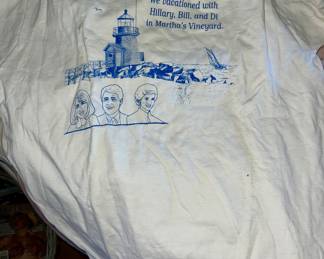 We vacationed with
Hillary, Bill, and Di
in Martha's Vineyard.